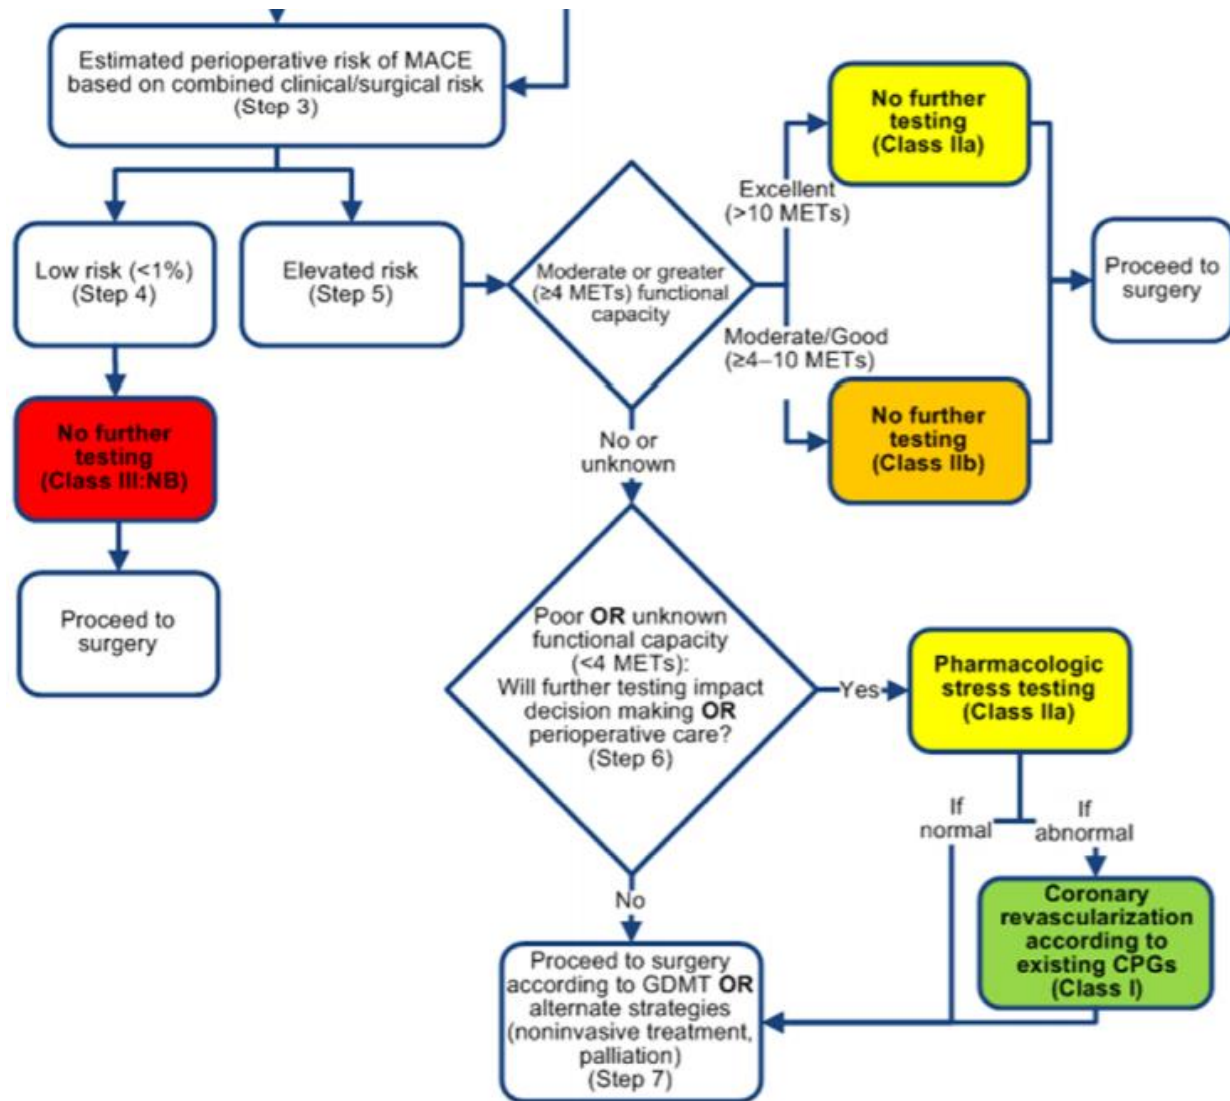 Estimated perioperative risk of MACE
based on combined clinical/surgical risk
(Step 3)
Low risk (<1%)
(Step 4)
Elevated risk
(Step 5)
Moderate or greater
(≥4 METs) functional
capacity
Excellent
(>10 METs)
No further
testing
(Class IIa)
Moderate/Good
(≥4–10 METs)
No further
testing
(Class IIb)
Proceed to
surgery
No further
testing
(Class III:NB)
Proceed to
surgery
No or
unknown
Poor OR unknown
functional capacity
(<4 METs):
Will further testing impact
decision making OR
perioperative care?
(Step 6)
Yes
Pharmacologic
stress testing
(Class IIa)
If
normal
If
abnormal
Coronary
revascularization
according to
existing CPGs
(Class I)
No
Proceed to surgery
according to GDMT OR
alternate strategies
(noninvasive treatment,
palliation)
(Step 7)